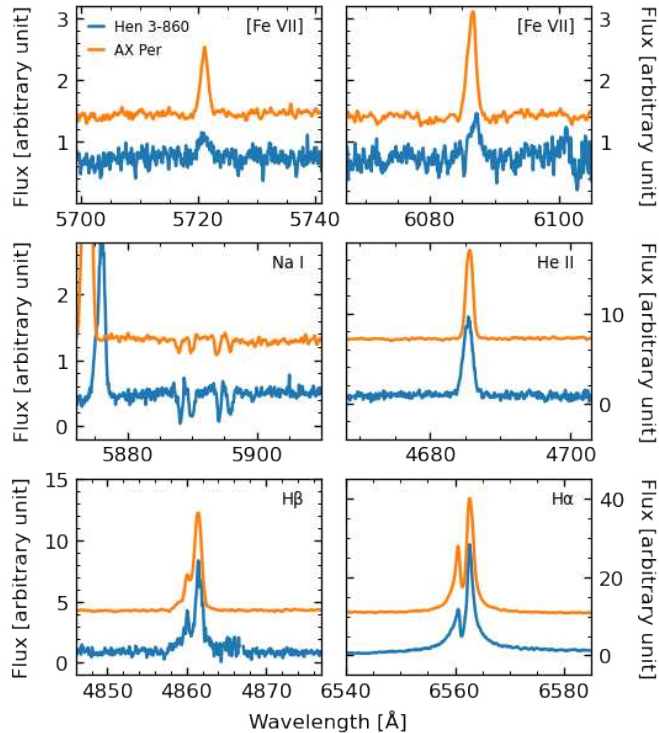 Hen 3-860
AX Per
[Fe VII]
Flux [arbitrary unit]
3
2
1
5700 5720 5740
[Fe VII]
Flux [arbitrary unit]
3
2
1
6080 6100
Na I
Flux [arbitrary unit]
2
1
0
5880 5900
He II
Flux [arbitrary unit]
10
0
4680 4700
Hβ
Flux [arbitrary unit]
15
10
5
0
4850 4860 4870
Hα
Flux [arbitrary unit]
40
20
0
6540 6560 6580
Wavelength [Å]